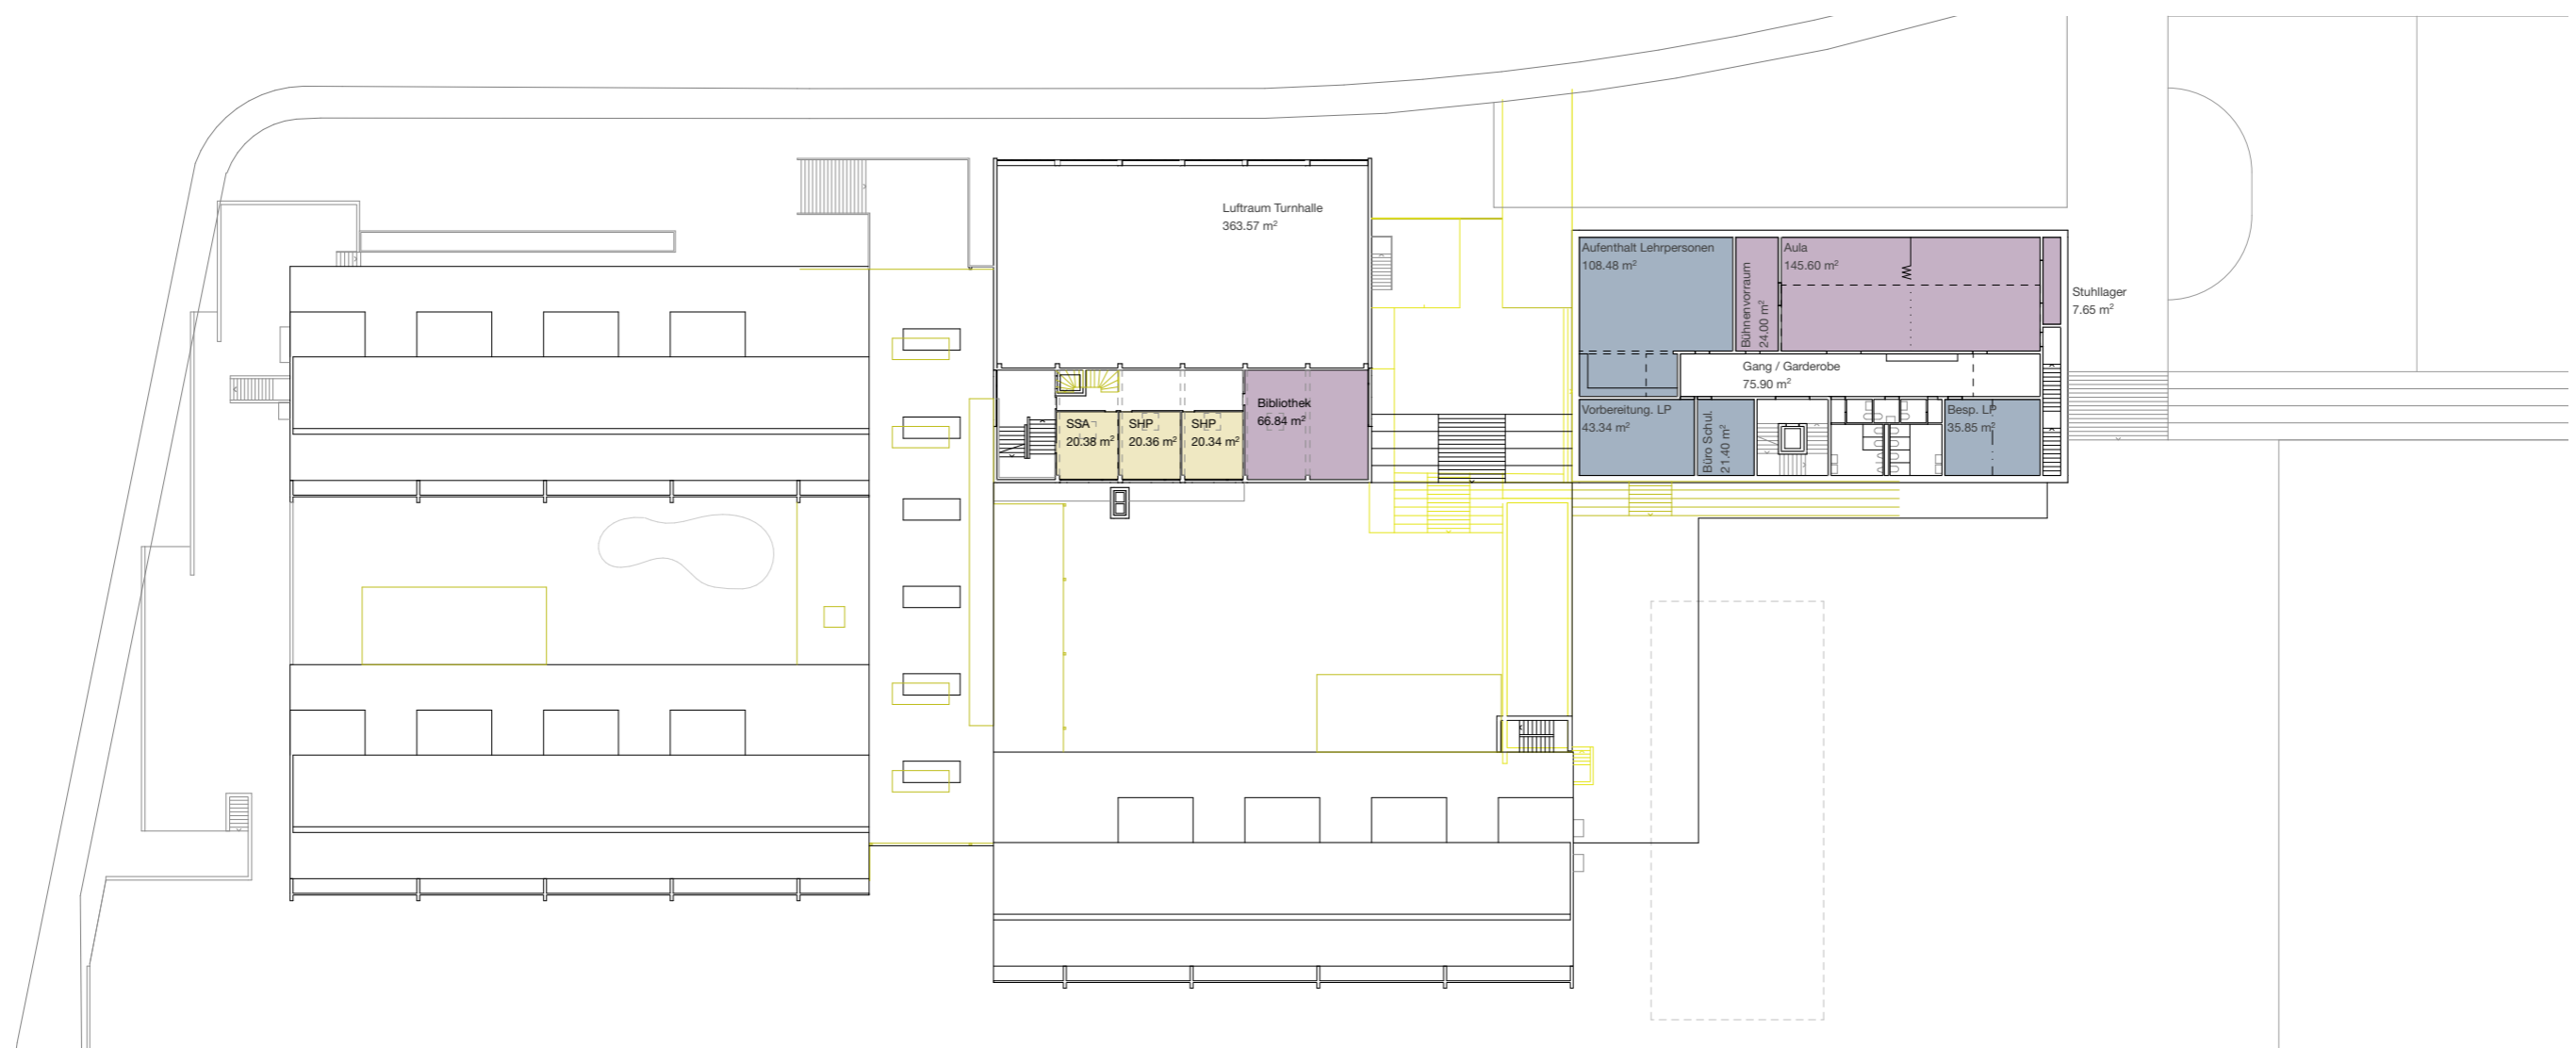 Luftraum Turnhalle
363.57 m²
Aufenthalt Lehrpersonen
108.48 m²
Bühnenvorraum
24.00 m²
Aula
145.60 m²
Stuhllager
7.65 m²
Gang / Garderobe
75.90 m²
SSA
20.38 m²
SHP
20.36 m²
SHP
20.34 m²
Bibliothek
66.84 m²
Vorbereitung. LP
43.34 m²
Büro Schul.
21.40 m²
Besp. LP
35.85 m²